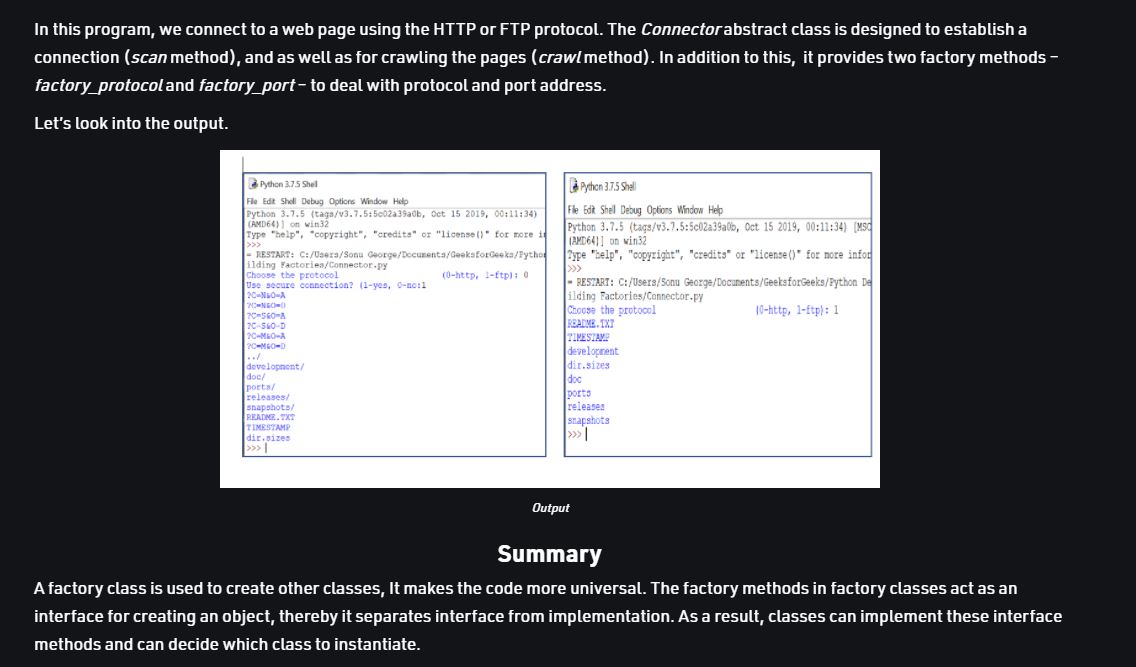 In this program, we connect to a web page using the HTTP or FTP protocol. The Connector abstract class is designed to establish a
connection (scan method), and as well as for crawling the pages (crawl method). In addition to this, it provides two factory methods –
factory_protocol and factory_port – to deal with protocol and port address.
Let's look into the output.
Python 3.7.5 Shell
File Edit Shell Debug Options Window Help
Python 3.7.5 (tags/v3.7.5:5c02a39a0b, Oct 15 2019, 00:11:34)
(AMD64)] on win32
Type "help", "copyright", "credits" or "license()" for more in
>>>
= RESTART: C:/Users/Sonu George/Documents/GeeksforGeeks/Python
ilding Factories/Connector.py
Choose the protocol (0-http, 1-ftp): 0
Use secure connection? (1-yes, 0-no:1
?C=N&O=A
?C=N&O=D
?C=S&O=A
?C=S&O=D
?C=M&O=A
?C=M&O=D
../
development/
doc/
ports/
releases/
snapshots/
README.TXT
TIMESTAMP
dir.sizes
>>>
Python 3.7.5 Shell
File Edit Shell Debug Options Window Help
Python 3.7.5 (tags/v3.7.5:5c02a39a0b, Oct 15 2019, 00:11:34) [MSC
(AMD64)] on win32
Type "help", "copyright", "credits" or "license()" for more infor
>>>
= RESTART: C:/Users/Sonu George/Documents/GeeksforGeeks/Python De
ilding Factories/Connector.py
Choose the protocol (0-http, 1-ftp): 1
README.TXT
TIMESTAMP
development
dir.sizes
doc
ports
releases
snapshots
>>>
Output
Summary
A factory class is used to create other classes, It makes the code more universal. The factory methods in factory classes act as an
interface for creating an object, thereby it separates interface from implementation. As a result, classes can implement these interface
methods and can decide which class to instantiate.